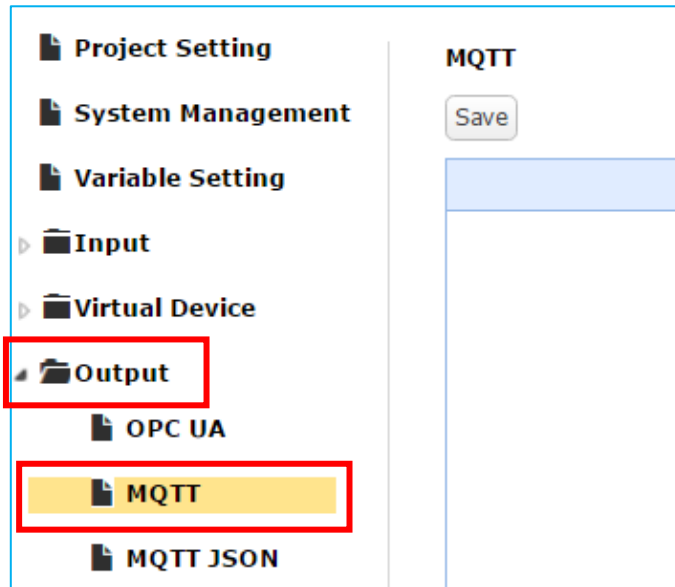 Project Setting
System Management
Variable Setting
Input
Virtual Device
Output
OPC UA
MQTT
MQTT JSON
MQTT
Save